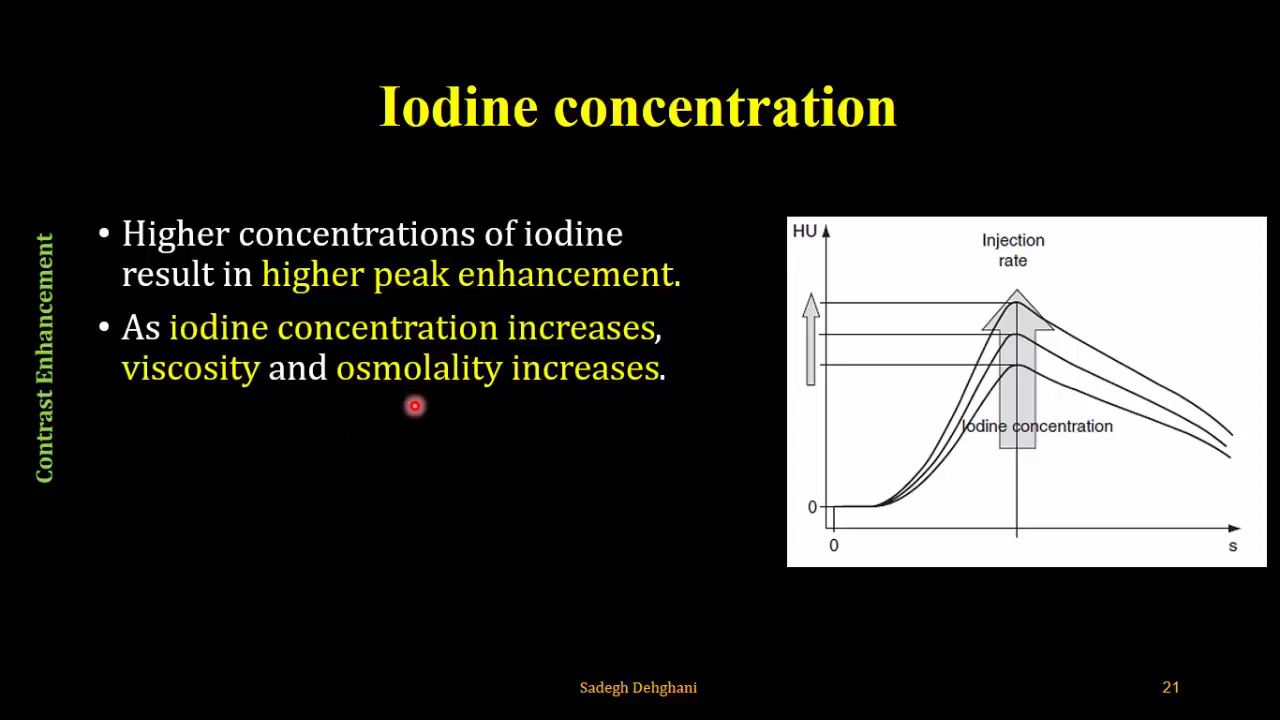 Iodine concentration
Contrast Enhancement
• Higher concentrations of iodine
result in higher peak enhancement.
• As iodine concentration increases,
viscosity and osmolality increases.
HU
Injection
rate
Iodine concentration
0
0
s
Sadegh Dehghani
21